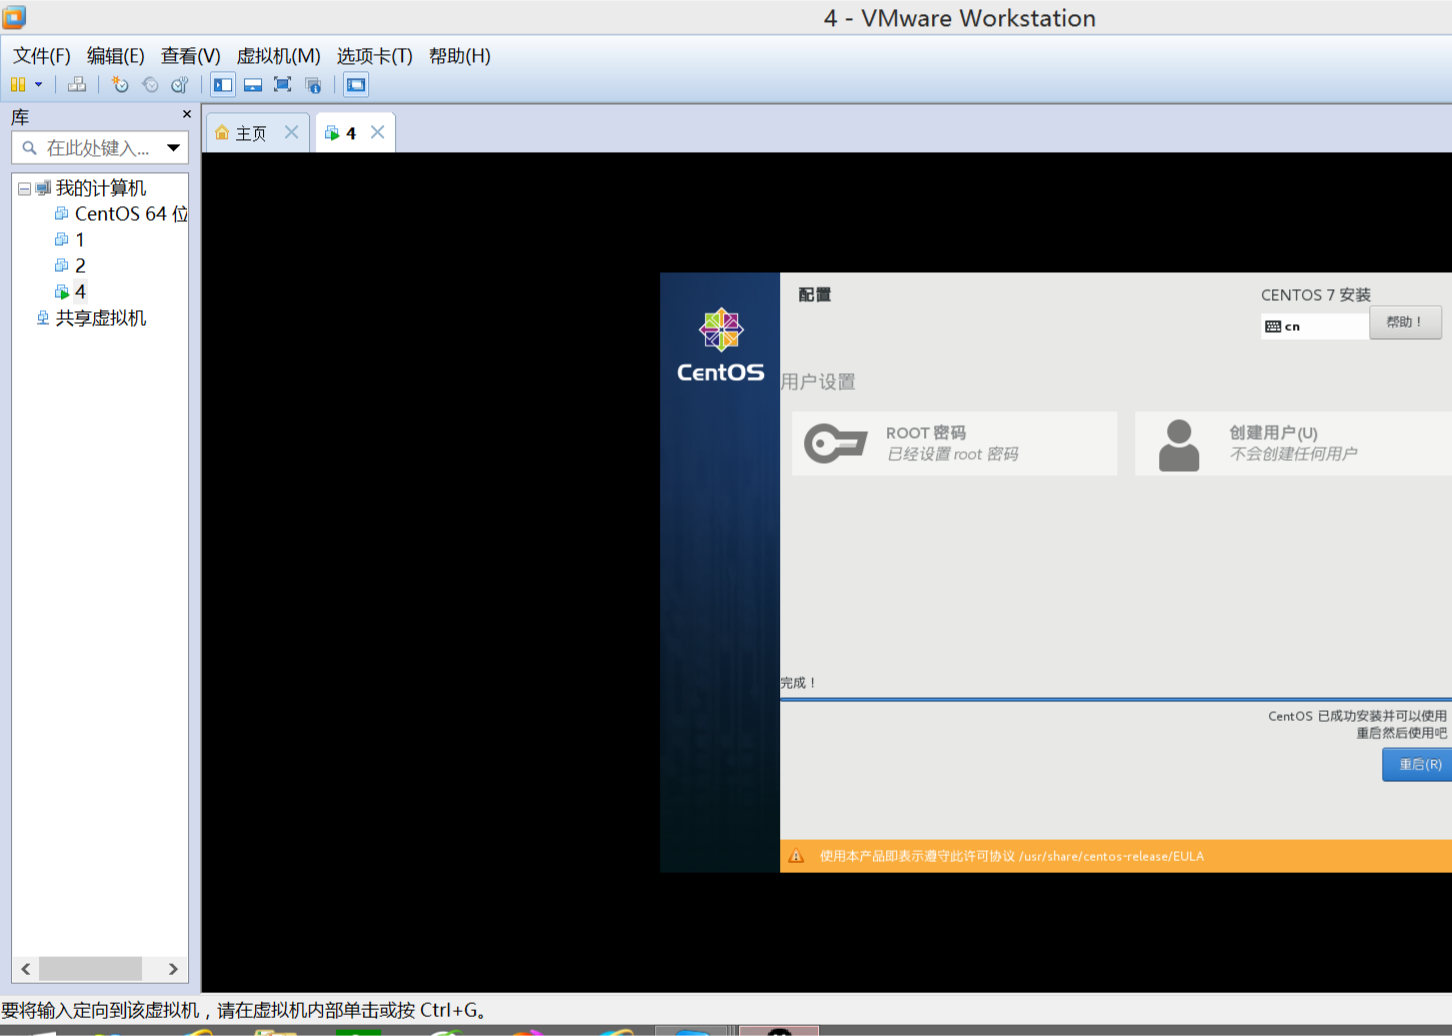 4 - VMware Workstation
文件(F) 编辑(E) 查看(V) 虚拟机(M) 选项卡(T) 帮助(H)
库
在此处键入...
我的计算机
CentOS 64 位
1
2
4
共享虚拟机
主页
4
配置
CENTOS 7 安装
cn
帮助！
CentOS
用户设置
ROOT 密码
已经设置 root 密码
创建用户(U)
不会创建任何用户
完成！
CentOS 已成功安装并可以使用
重启然后使用吧
重启(R)
使用本产品即表示遵守此许可协议 /usr/share/centos-release/EULA
要将输入定向到该虚拟机，请在虚拟机内部单击或按 Ctrl+G。